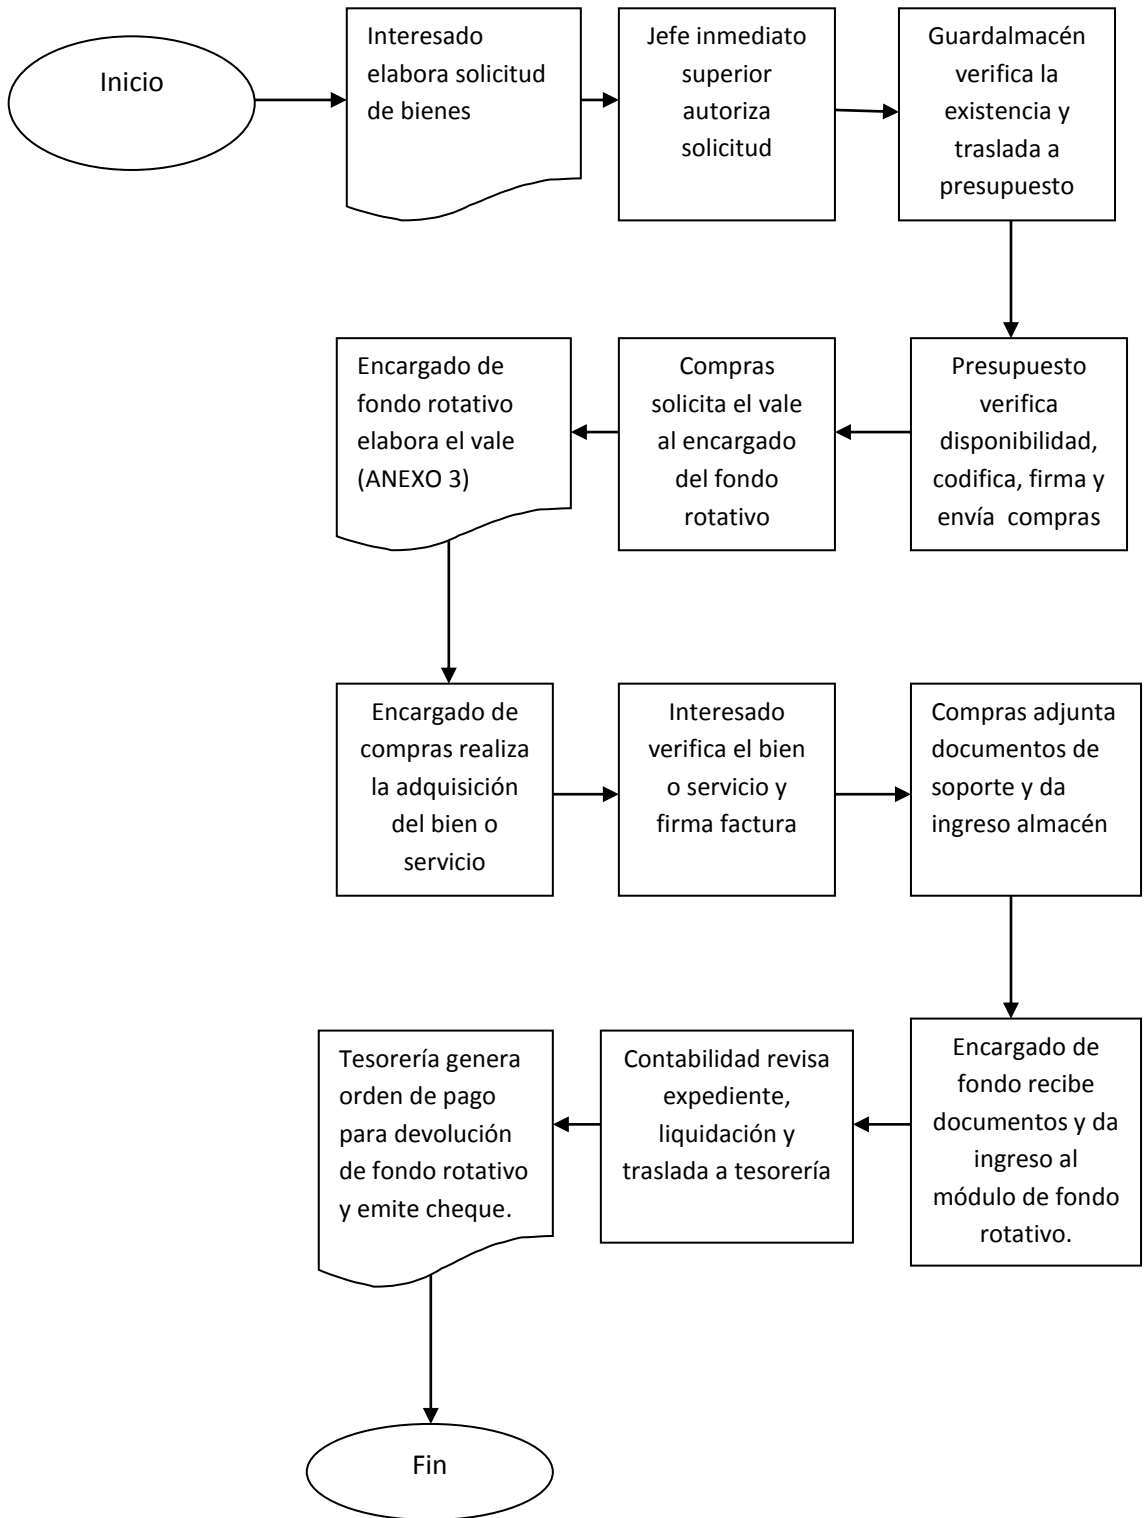 Inicio
Interesado
elabora solicitud
de bienes
Jefe inmediato
superior
autoriza
solicitud
Guardalmacén
verifica la
existencia y
traslada a
presupuesto
Presupuesto
verifica
disponibilidad,
codifica, firma y
envía  compras
Compras
solicita el vale
al encargado
del fondo
rotativo
Encargado de
fondo rotativo
elabora el vale
(ANEXO 3)
Encargado de
compras realiza
la adquisición
del bien o
servicio
Interesado
verifica el bien
o servicio y
firma factura
Compras adjunta
documentos de
soporte y da
ingreso almacén
Encargado de
fondo recibe
documentos y da
ingreso al
módulo de fondo
rotativo.
Contabilidad revisa
expediente,
liquidación y
traslada a tesorería
Tesorería genera
orden de pago
para devolución
de fondo rotativo
y emite cheque.
Fin